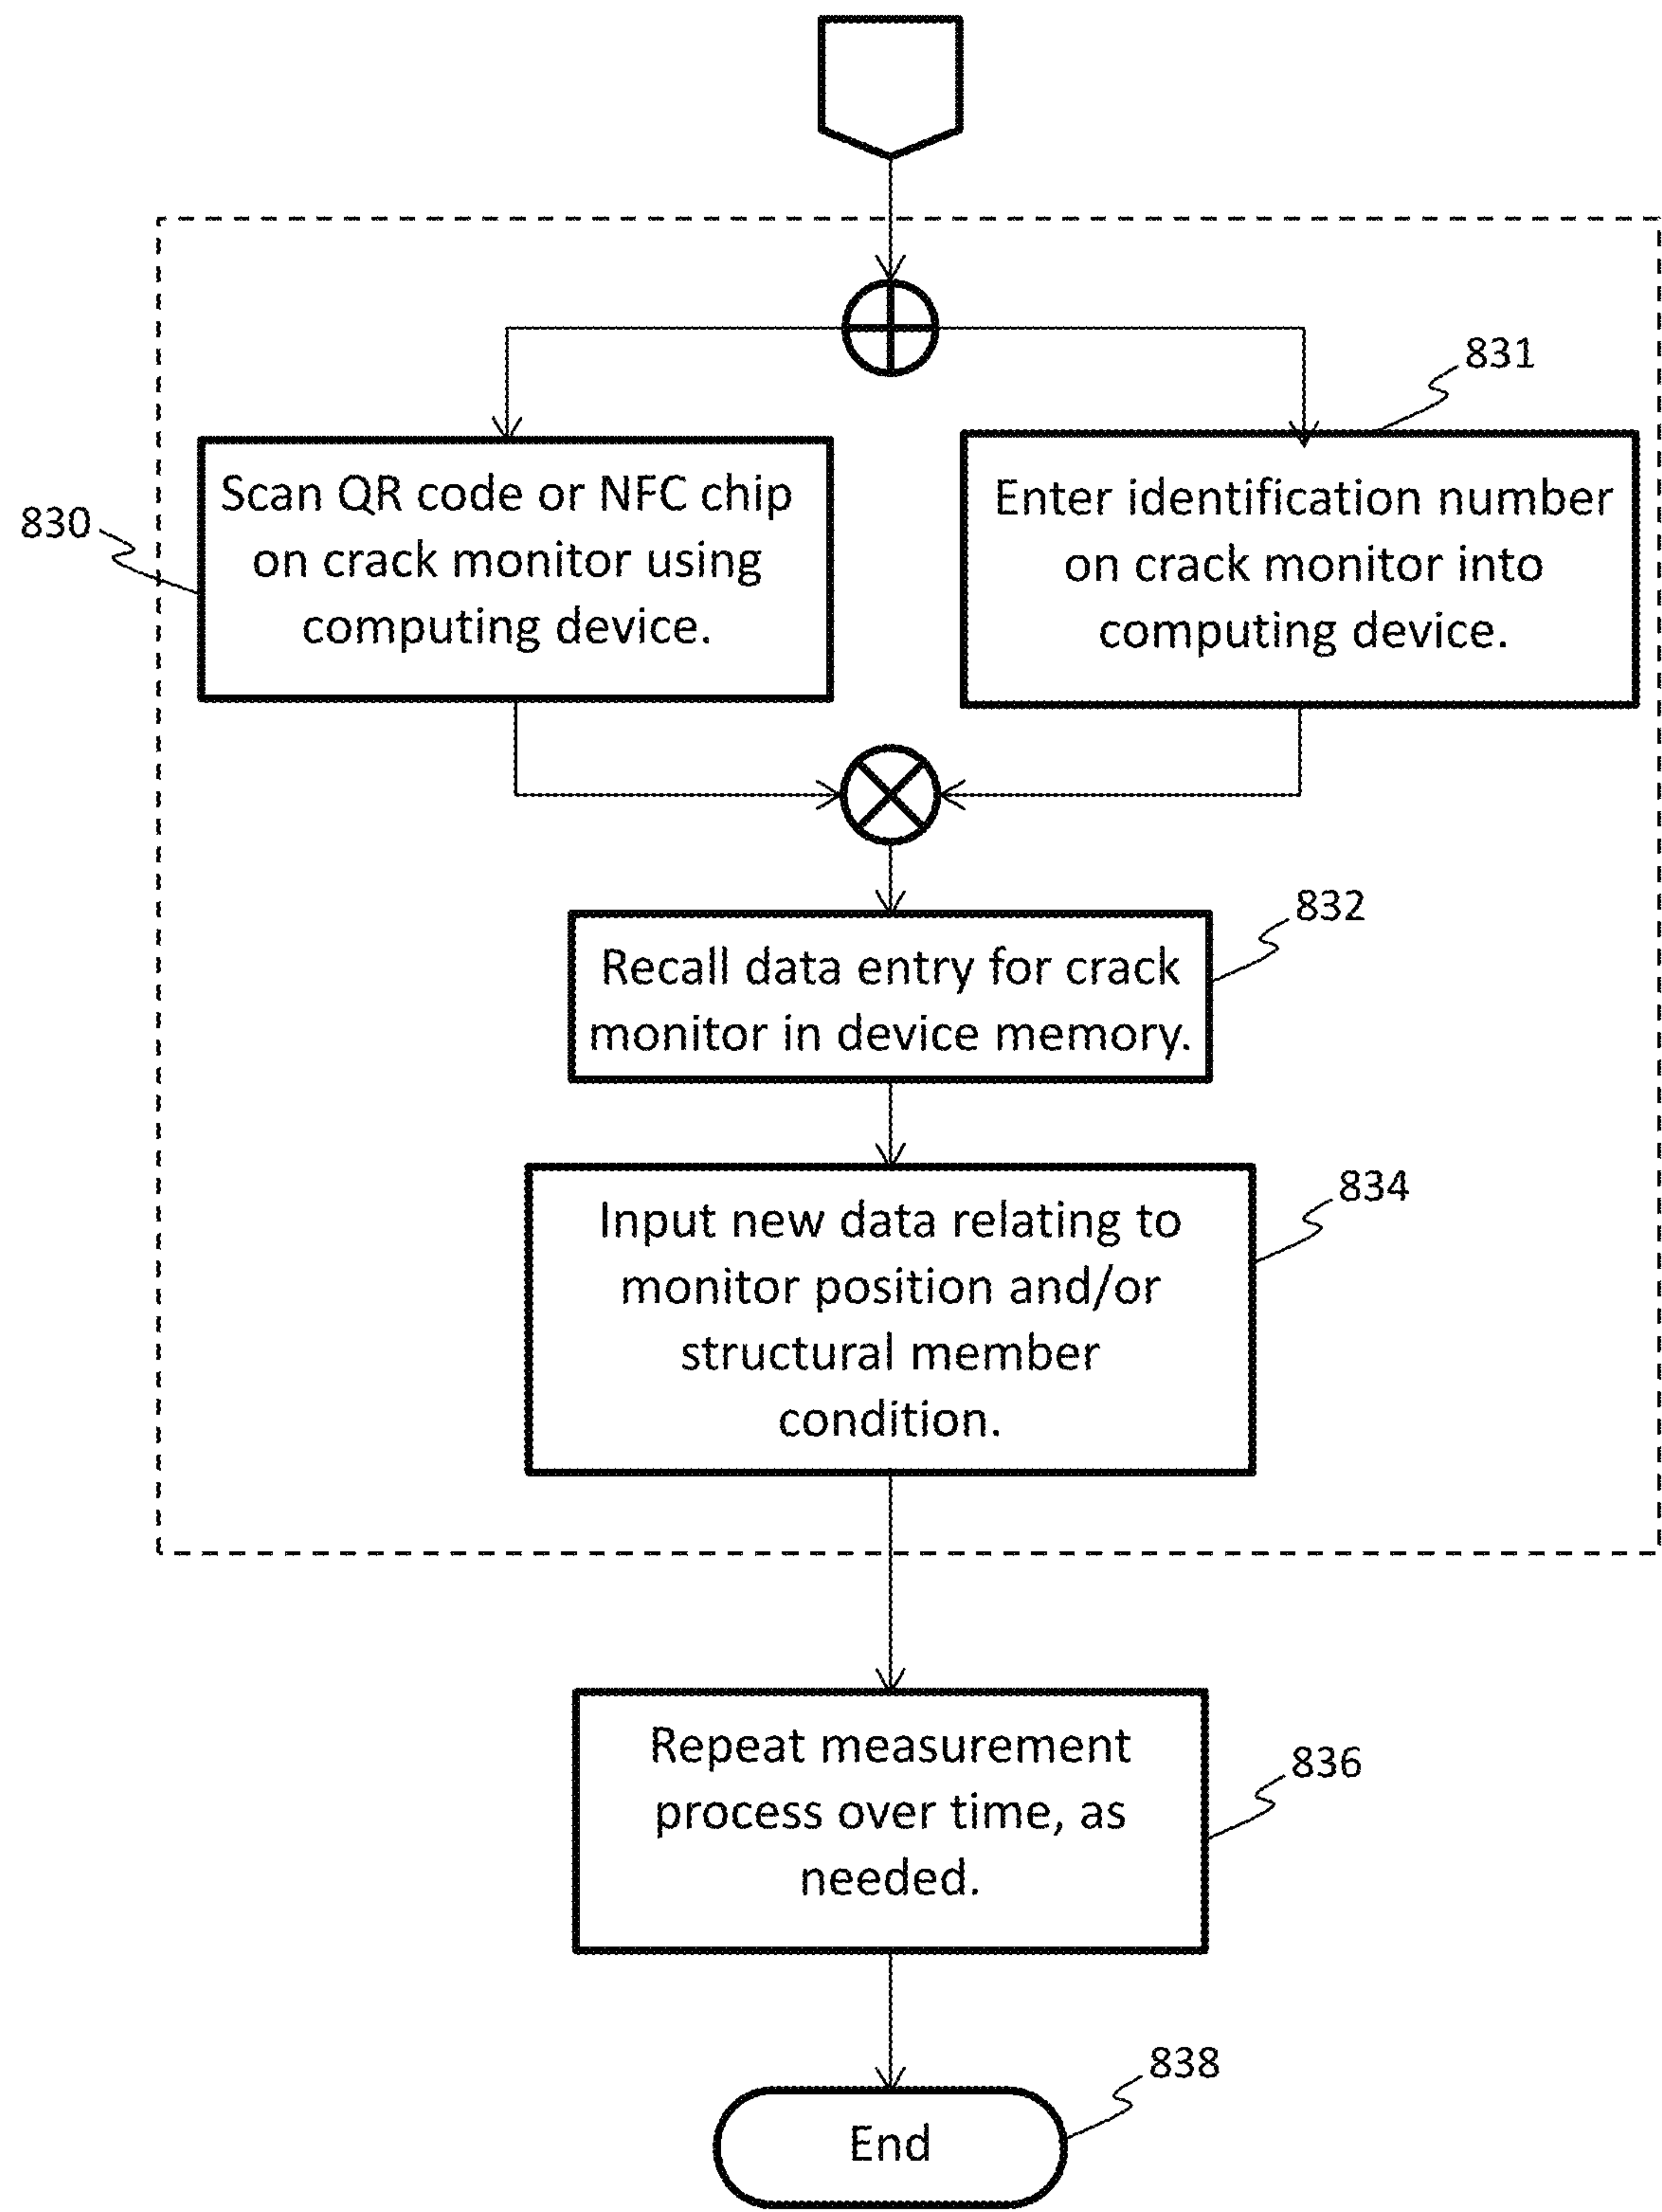 831
830
Scan QR code or NFC chip
on crack monitor using
computing device.
Enter identification number
on crack monitor into
computing device.
832
Recall data entry for crack
monitor in device memory.
834
Input new data relating to
monitor position and/or
structural member
condition.
836
Repeat measurement
process over time, as
needed.
838
End